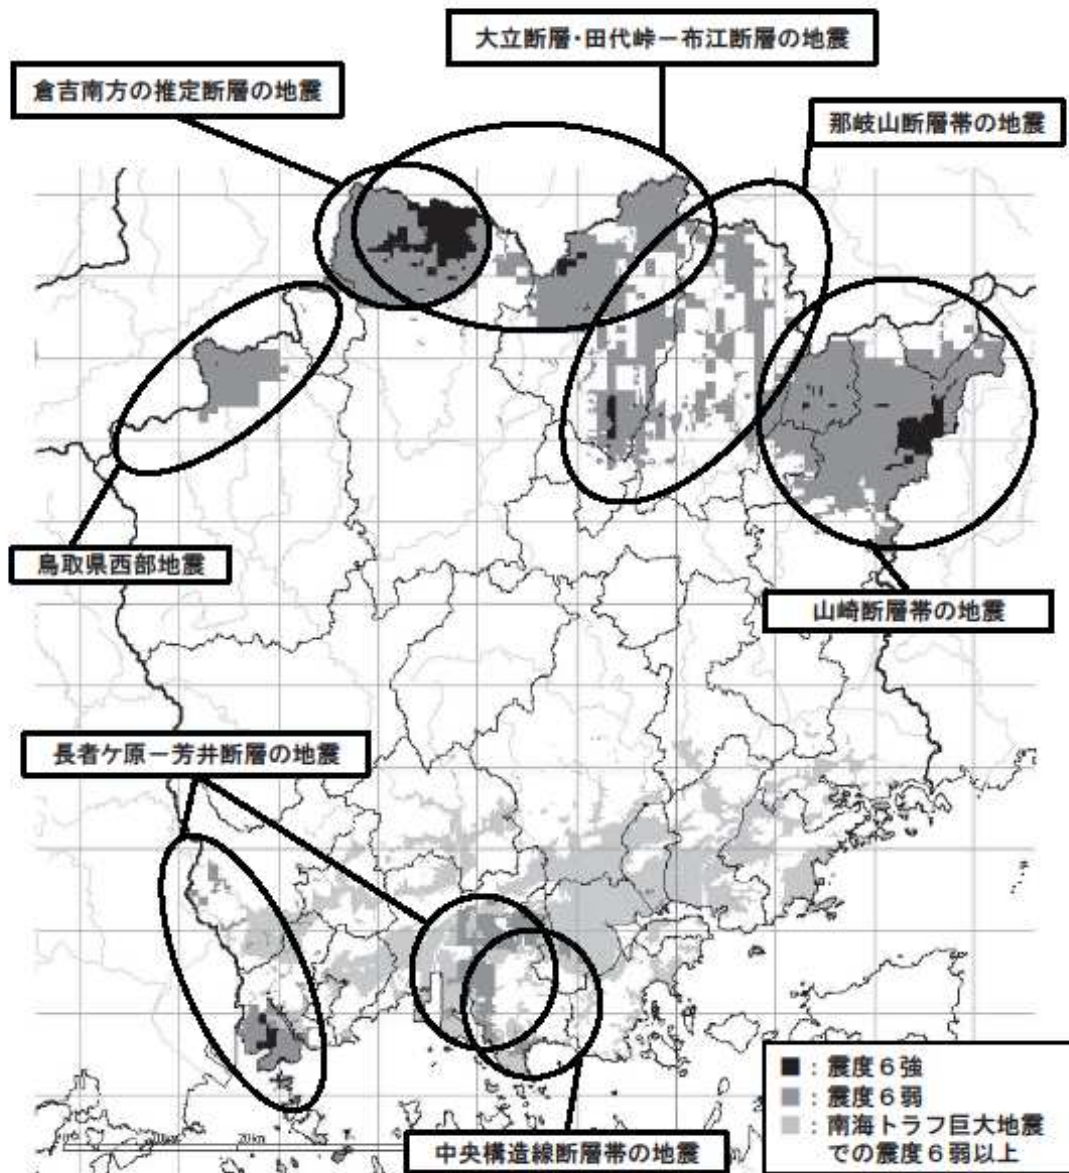 大立断層・田代峠－布江断層の地震
倉吉南方の推定断層の地震
那岐山断層帯の地震
鳥取県西部地震
山崎断層帯の地震
長者ケ原－芳井断層の地震
■：震度６強
■：震度６弱
■：南海トラフ巨大地震
での震度６弱以上
20km
中央構造線断層帯の地震